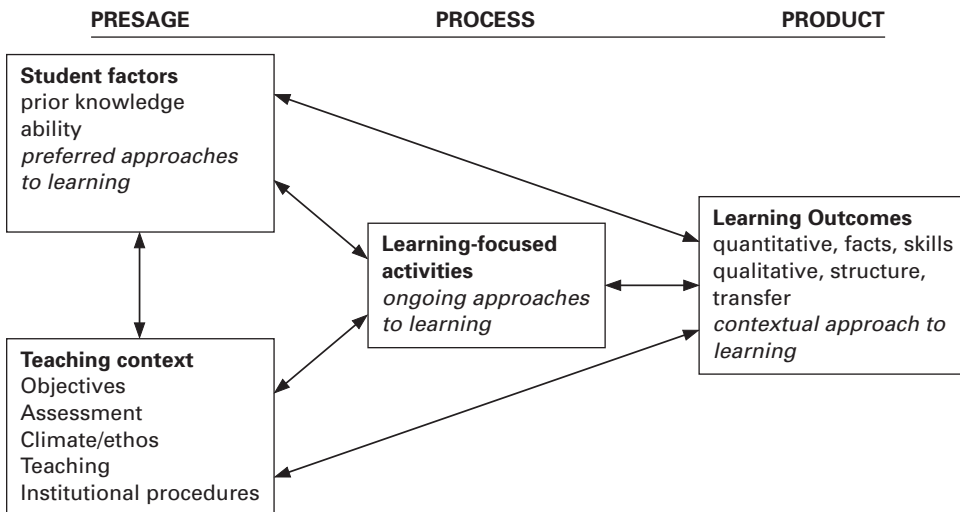 PRESAGE PROCESS PRODUCT
Student factors
prior knowledge
ability
preferred approaches
to learning
Learning-focused
activities
ongoing approaches
to learning
Learning Outcomes
quantitative, facts, skills
qualitative, structure,
transfer
contextual approach to
learning
Teaching context
Objectives
Assessment
Climate/ethos
Teaching
Institutional procedures